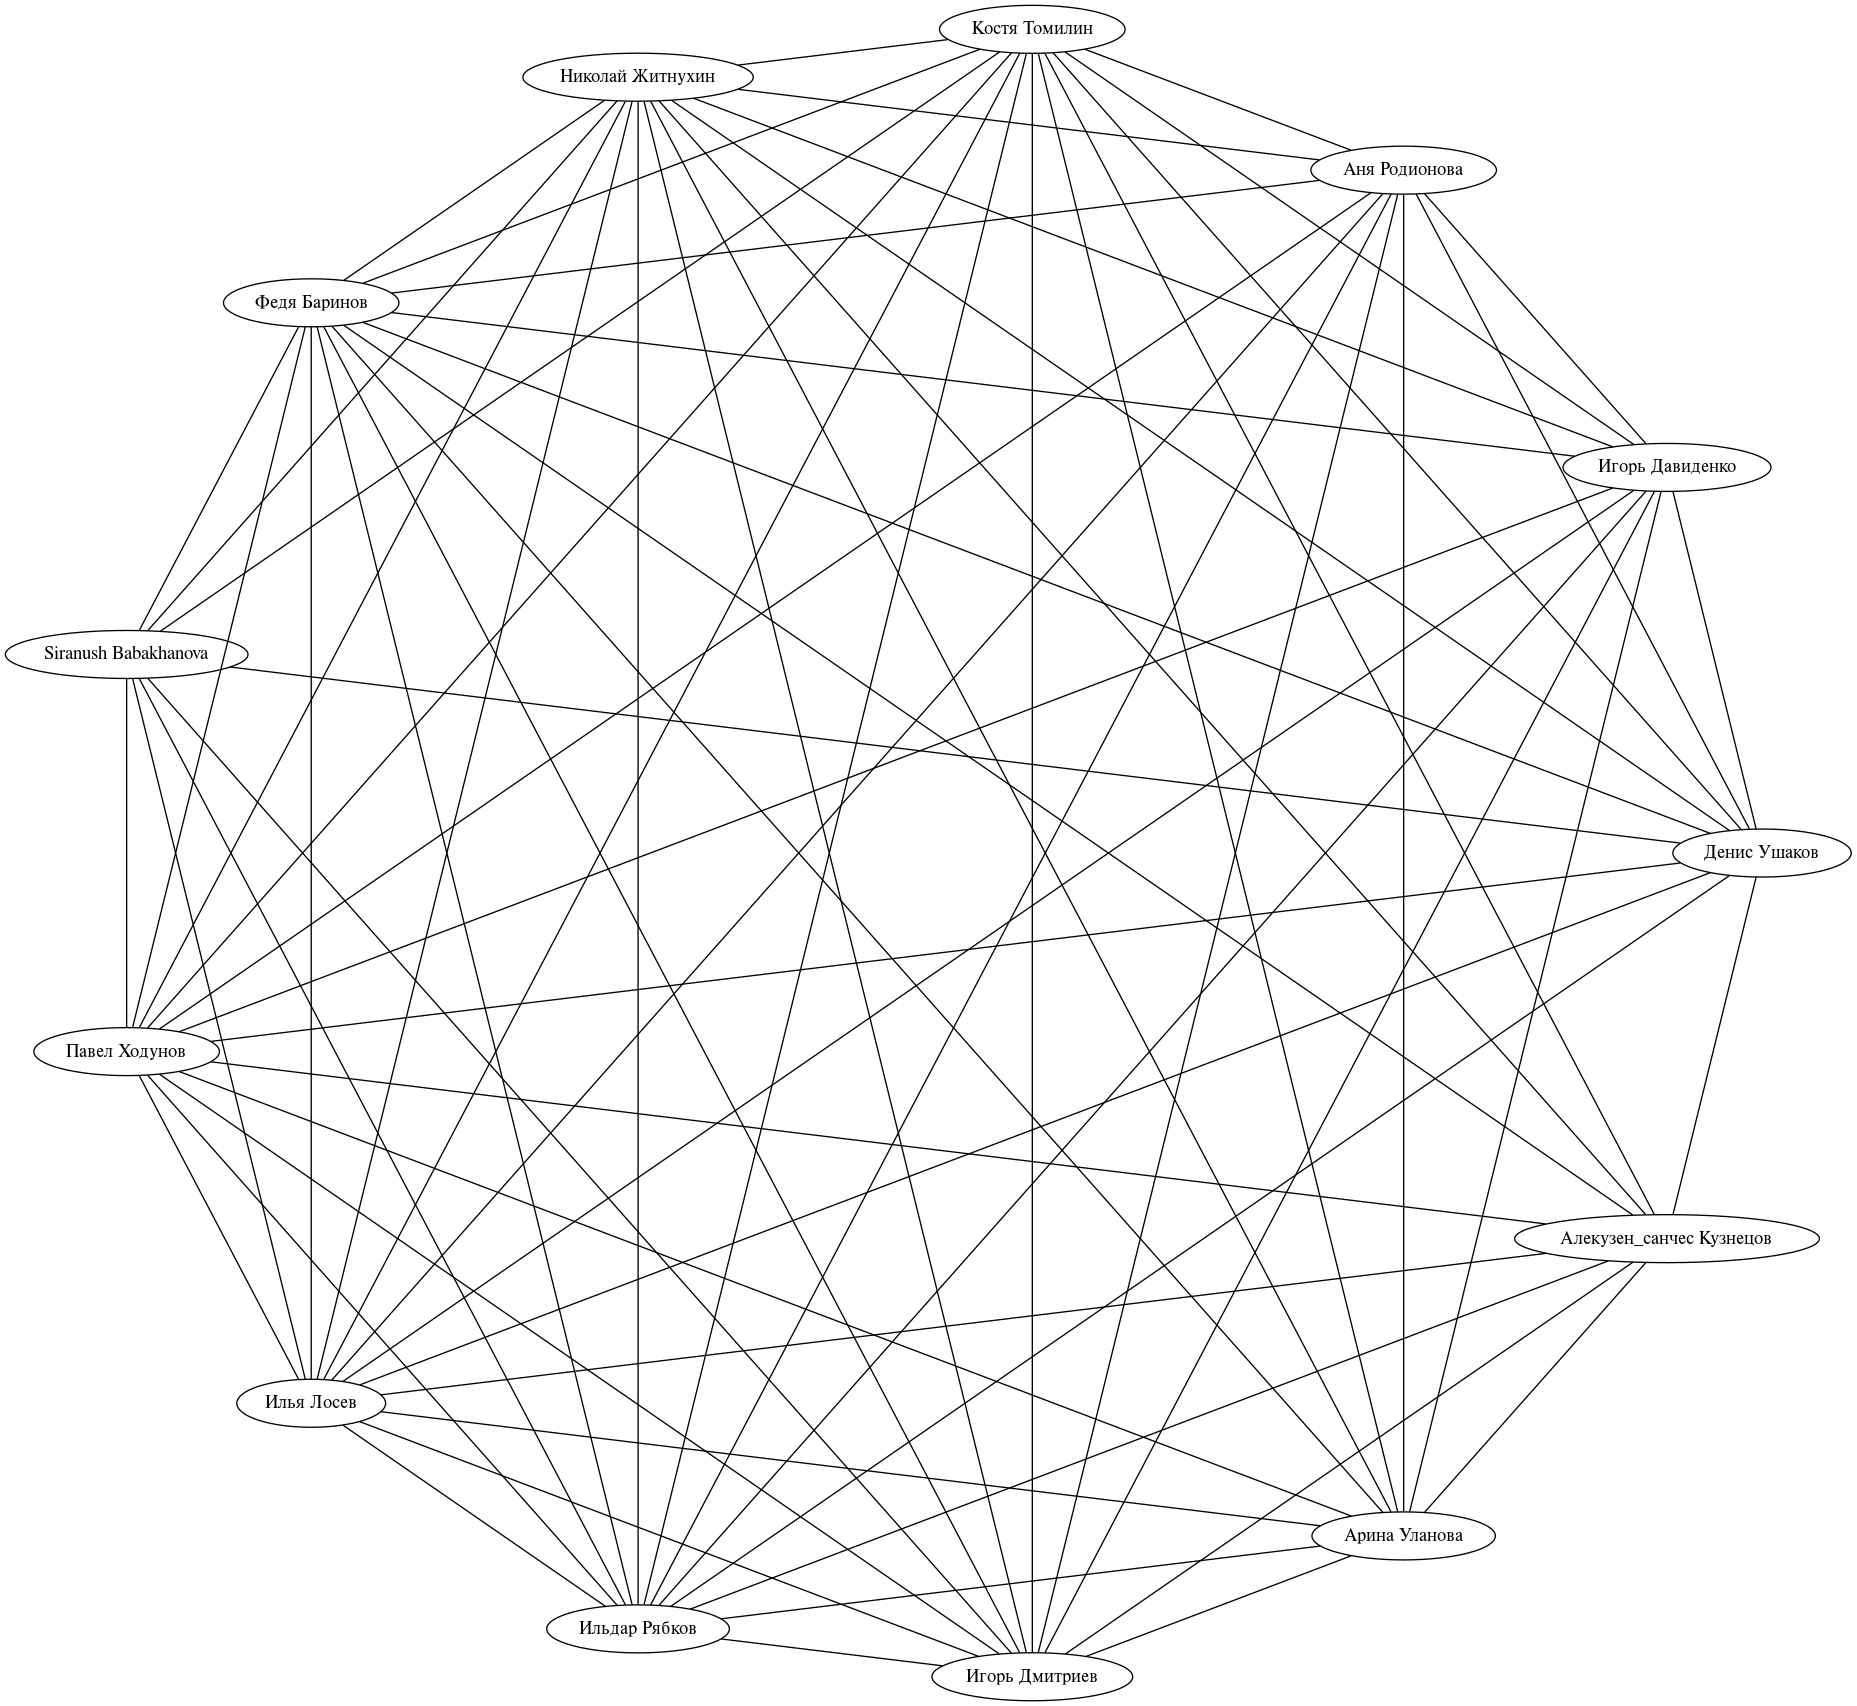 Костя Томилин
Николай Житнухин
Аня Родионова
Федя Баринов
Игорь Давиденко
Siranush Babakhanova
Денис Ушаков
Павел Ходунов
Алекузен_санчес Кузнецов
Илья Лосев
Арина Уланова
Ильдар Рябков
Игорь Дмитриев